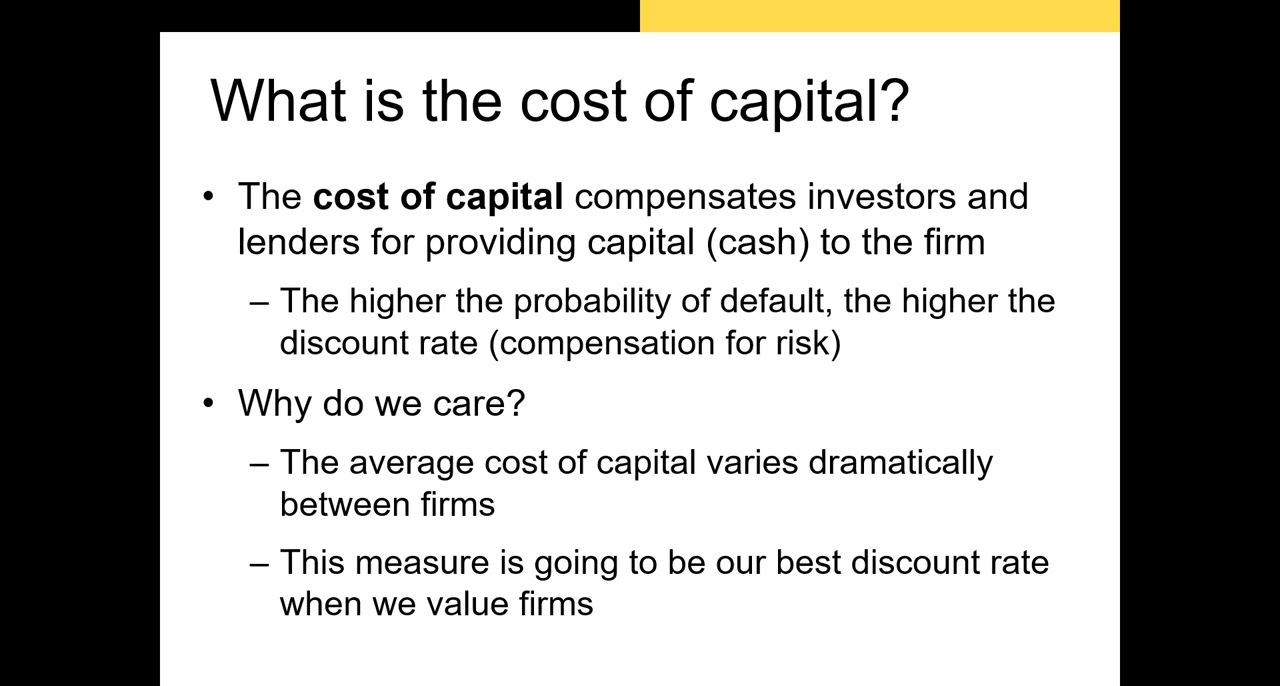 What is the cost of capital?
• The cost of capital compensates investors and
lenders for providing capital (cash) to the firm
– The higher the probability of default, the higher the
discount rate (compensation for risk)
• Why do we care?
– The average cost of capital varies dramatically
between firms
– This measure is going to be our best discount rate
when we value firms